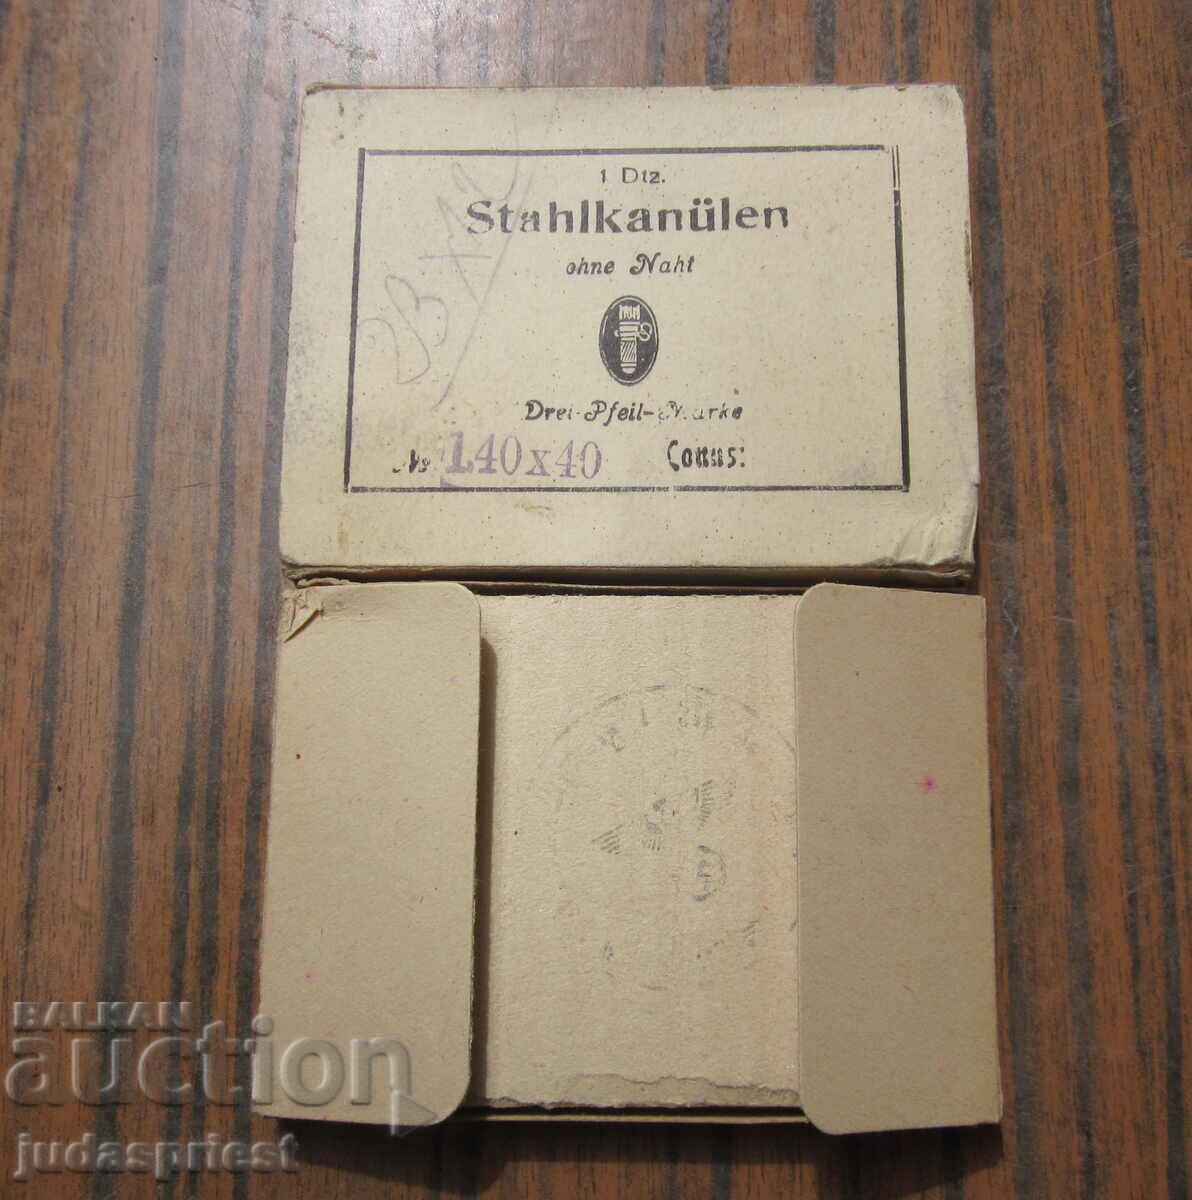 1 Dtz.
Stahlkanülen
ohne Naht
Drei-Pfeil-Marke
№ 140x40 Conus:
BALKAN
auction
judaspriest